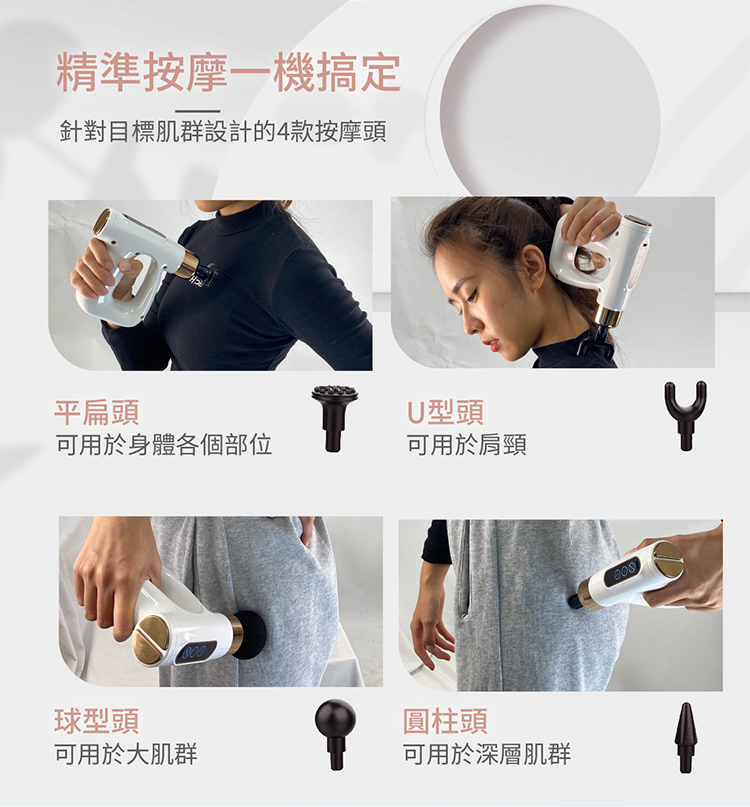 精準按摩一機搞定
針對目標肌群設計的4款按摩頭
平扁頭
可用於身體各個部位
U型頭
可用於肩頸
球型頭
可用於大肌群
圓柱頭
可用於深層肌群